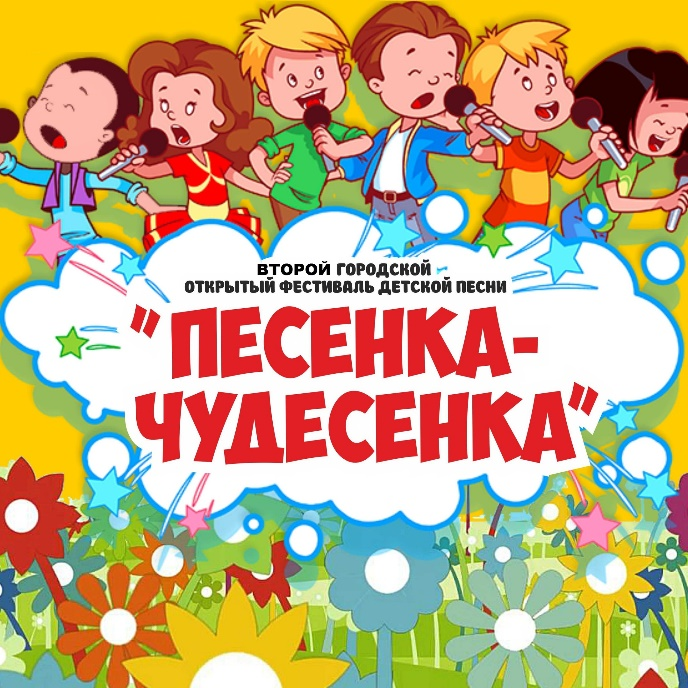 ВТОРОЙ ГОРОДСКОЙ
ОТКРЫТЫЙ ФЕСТИВАЛЬ ДЕТСКОЙ ПЕСНИ
"ПЕСЕНКА-
ЧУДЕСЕНКА"